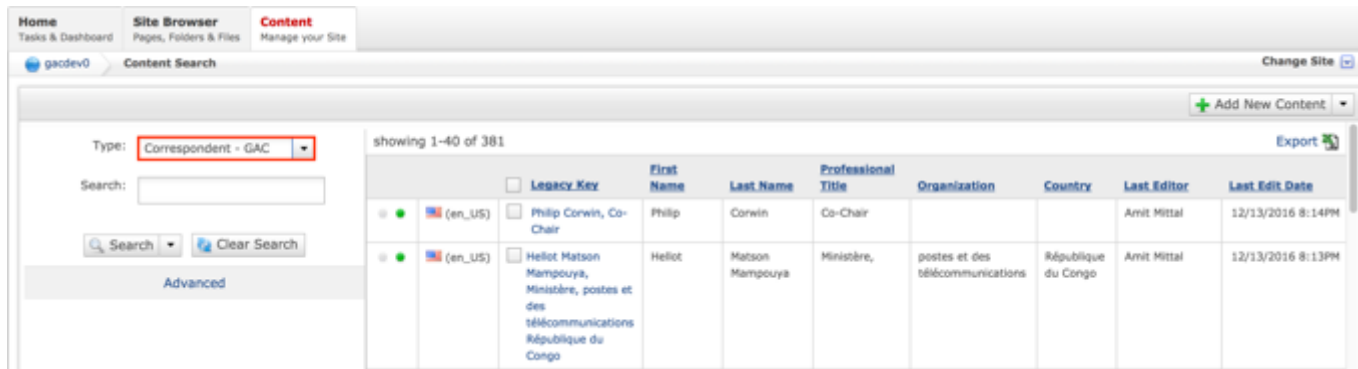 Home Site Browser Content
Tasks & Dashboard Pages, Folders & Files Manage your Site
gacdev0 Content Search Change Site
Add New Content
Type: Correspondent - GAC
Search:
Search Clear Search
Advanced
showing 1-40 of 381 Export
Legacy Key First Name Last Name Professional Title Organization Country Last Editor Last Edit Date
(en_US) Philip Corwin, Co- Philip Corwin Co-Chair Amit Mittal 12/13/2016 8:14PM
Chair
(en_US) Hellot Matson Hellot Matson Ministère, postes et des République Amit Mittal 12/13/2016 8:13PM
Mampouya, Mampouya télécommunications du Congo
Ministère, postes et
des
télécommunications
République du
Congo